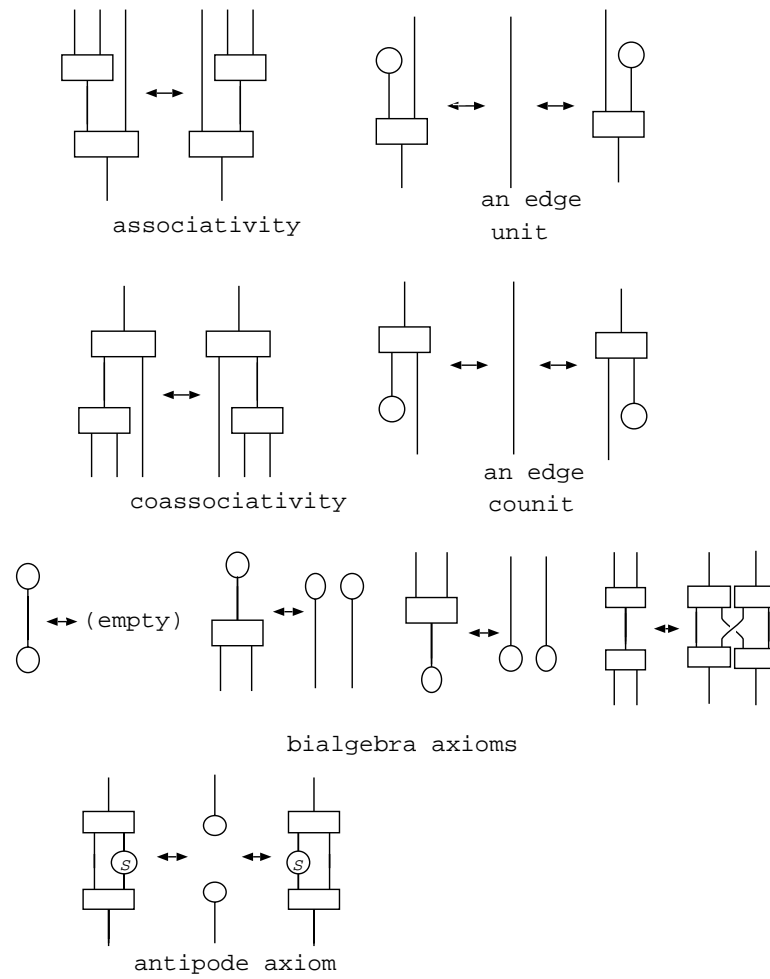 associativity
an edge
unit
coassociativity
an edge
counit
(empty)
bialgebra axioms
S
S
antipode axiom